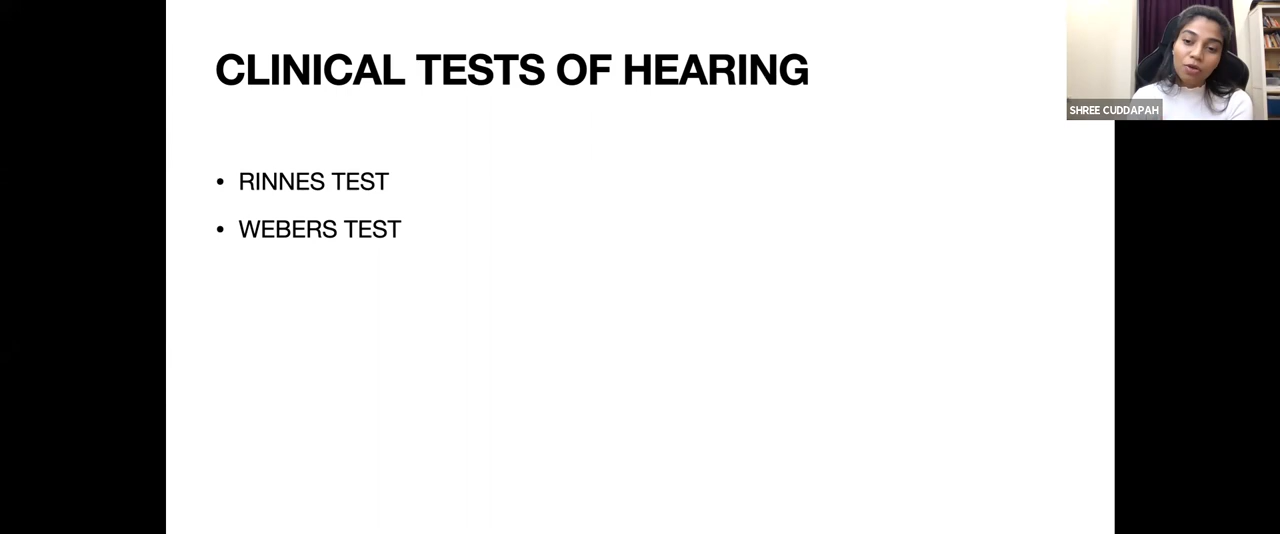 CLINICAL TESTS OF HEARING
SHREE CUDDAPAH
• RINNES TEST
• WEBERS TEST